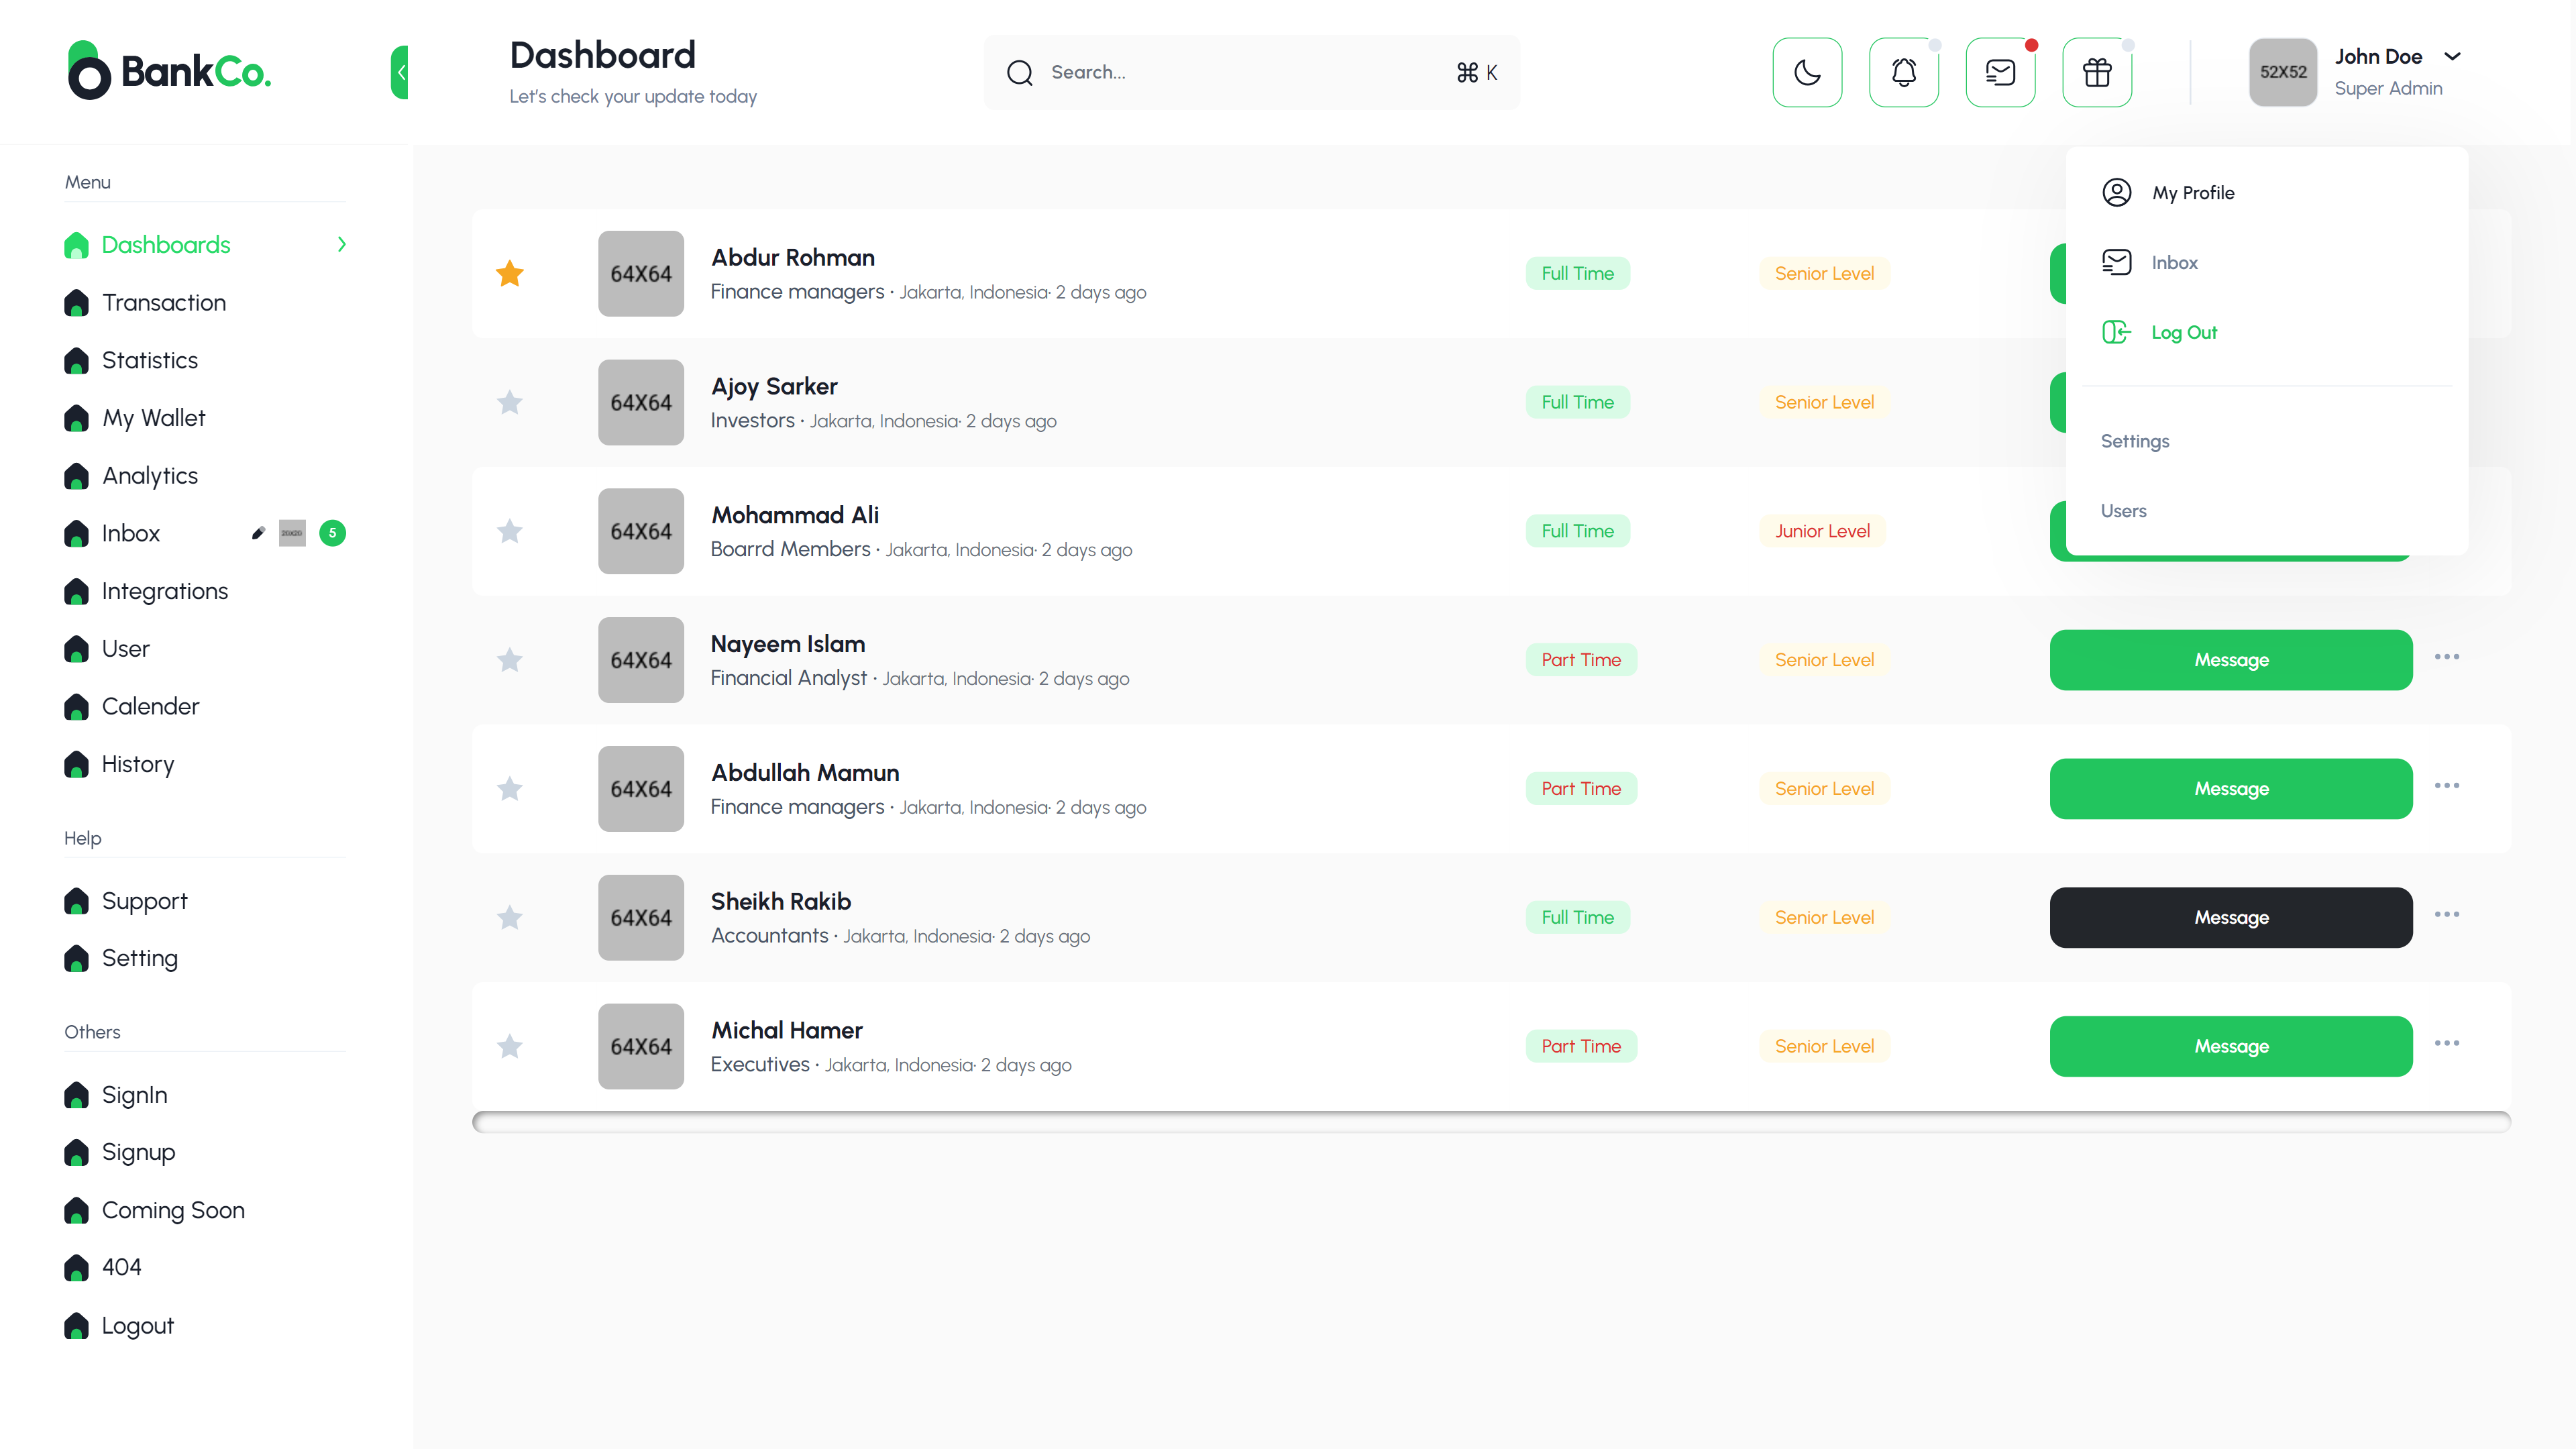 BankCo.
Dashboard
Let's check your update today
Search...
⌘ K
52X52
John Doe
Super Admin
Menu
Dashboards
Transaction
Statistics
My Wallet
Analytics
Inbox
5
Integrations
User
Calender
History
Help
Support
Setting
Others
SignIn
Signup
Coming Soon
404
Logout
My Profile
Inbox
Log Out
Settings
Users
64X64
Abdur Rohman
Finance managers · Jakarta, Indonesia· 2 days ago
Full Time
Senior Level
64X64
Ajoy Sarker
Investors · Jakarta, Indonesia· 2 days ago
Full Time
Senior Level
64X64
Mohammad Ali
Boarrd Members · Jakarta, Indonesia· 2 days ago
Full Time
Junior Level
64X64
Nayeem Islam
Financial Analyst · Jakarta, Indonesia· 2 days ago
Part Time
Senior Level
Message
64X64
Abdullah Mamun
Finance managers · Jakarta, Indonesia· 2 days ago
Part Time
Senior Level
Message
64X64
Sheikh Rakib
Accountants · Jakarta, Indonesia· 2 days ago
Full Time
Senior Level
Message
64X64
Michal Hamer
Executives · Jakarta, Indonesia· 2 days ago
Part Time
Senior Level
Message